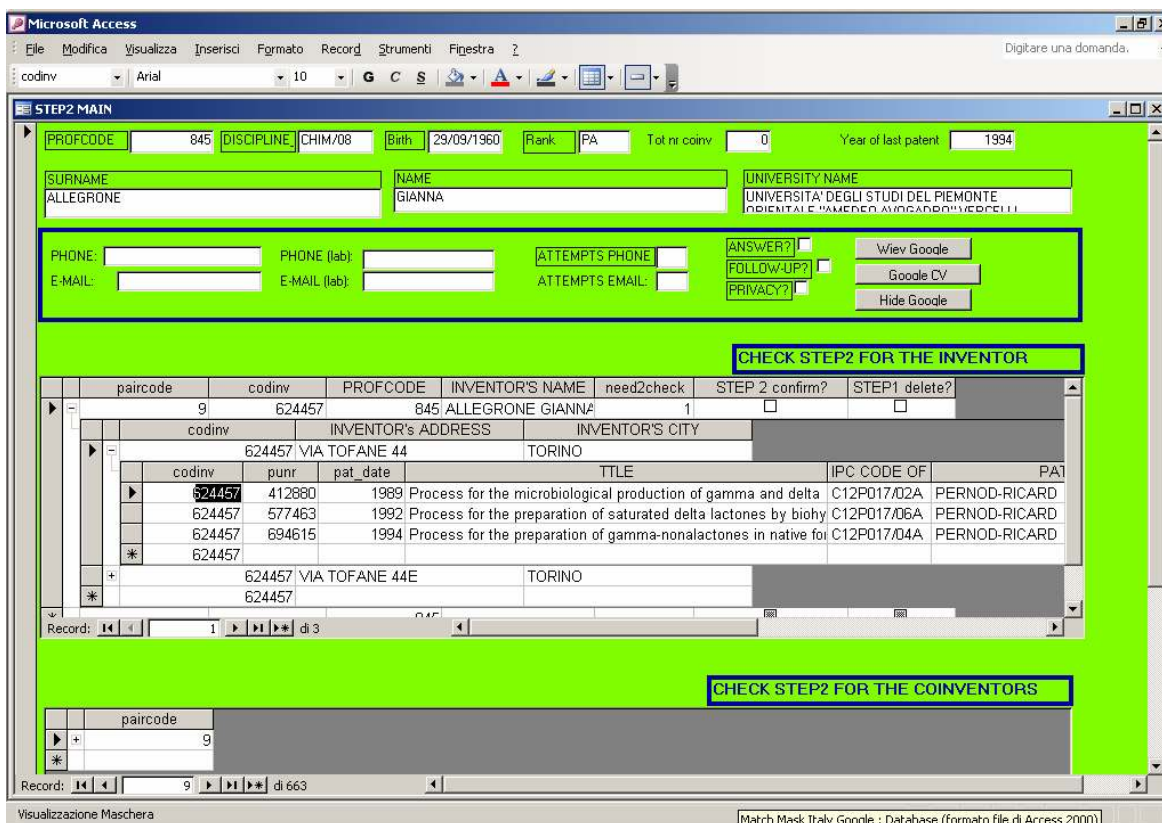 Microsoft Access
File Modifica Visualizza Inserisci Formato Record Strumenti Finestra ? Digitare una domanda.
codinv Arial 10 G C S A
STEP2 MAIN
PROFCODE 845 DISCIPLINE_ CHIM/08 Birth 29/09/1960 Rank PA Tot nr coinv 0 Year of last patent 1994
SURNAME NAME UNIVERSITY NAME
ALLEGRONE GIANNA UNIVERSITA' DEGLI STUDI DEL PIEMONTE
ORIENTALE "AMEDEO AVOGADRO" VERCELLI
PHONE: PHONE (lab): ATTEMPTS PHONE ANSWER? Wiev Google
E-MAIL: E-MAIL (lab): ATTEMPTS EMAIL: FOLLOW-UP? Google CV
PRIVACY? Hide Google
CHECK STEP2 FOR THE INVENTOR
paircode codinv PROFCODE INVENTOR'S NAME need2check STEP 2 confirm? STEP1 delete?
9 624457 845 ALLEGRONE GIANNA 1
codinv INVENTOR's ADDRESS INVENTOR'S CITY
624457 VIA TOFANE 44 TORINO
codinv punr pat_date TTLE IPC CODE OF PAT
624457 412880 1989 Process for the microbiological production of gamma and delta C12P017/02A PERNOD-RICARD
624457 577463 1992 Process for the preparation of saturated delta lactones by biohy C12P017/06A PERNOD-RICARD
624457 694615 1994 Process for the preparation of gamma-nonalactones in native for C12P017/04A PERNOD-RICARD
624457
624457 VIA TOFANE 44E TORINO
624457
845
Record: 1 di 3
CHECK STEP2 FOR THE COINVENTORS
paircode
9
Record: 9 di 663
Visualizzazione Maschera Match Mask Italy Google : Database (formato file di Access 2000)